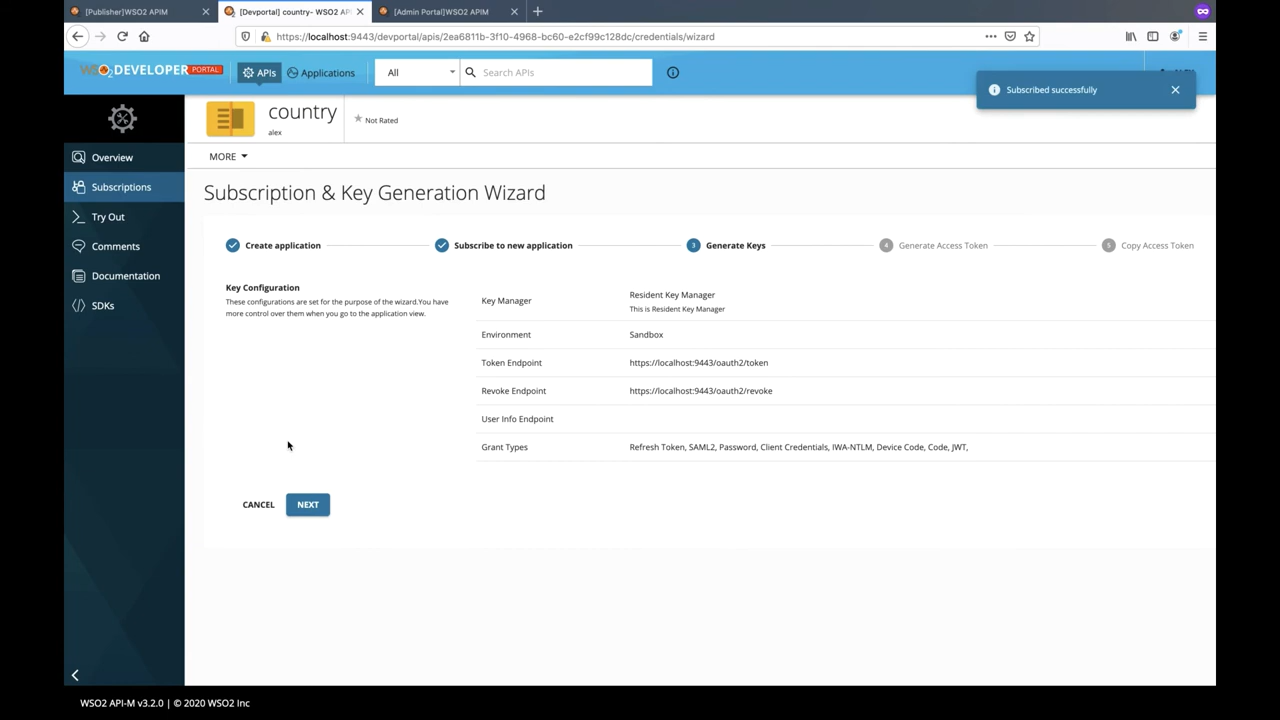 [Publisher]WSO2 APIM
[Devportal] country- WSO2 AP
[Admin Portal]WSO2 APIM
https://localhost:9443/devportal/apis/2ea6811b-3f10-4968-bc60-e2cf99c128dc/credentials/wizard
WSO2 DEVELOPER PORTAL
APIs
Applications
All
Search APIs
Subscribed successfully
country
alex
Not Rated
MORE
Overview
Subscriptions
Try Out
Comments
Documentation
SDKs
Subscription & Key Generation Wizard
Create application
Subscribe to new application
3 Generate Keys
4 Generate Access Token
5 Copy Access Token
Key Configuration
These configurations are set for the purpose of the wizard.You have
more control over them when you go to the application view.
Key Manager
Resident Key Manager
This is Resident Key Manager
Environment
Sandbox
Token Endpoint
https://localhost:9443/oauth2/token
Revoke Endpoint
https://localhost:9443/oauth2/revoke
User Info Endpoint
Grant Types
Refresh Token, SAML2, Password, Client Credentials, IWA-NTLM, Device Code, Code, JWT,
CANCEL
NEXT
WSO2 API-M v3.2.0 | © 2020 WSO2 Inc